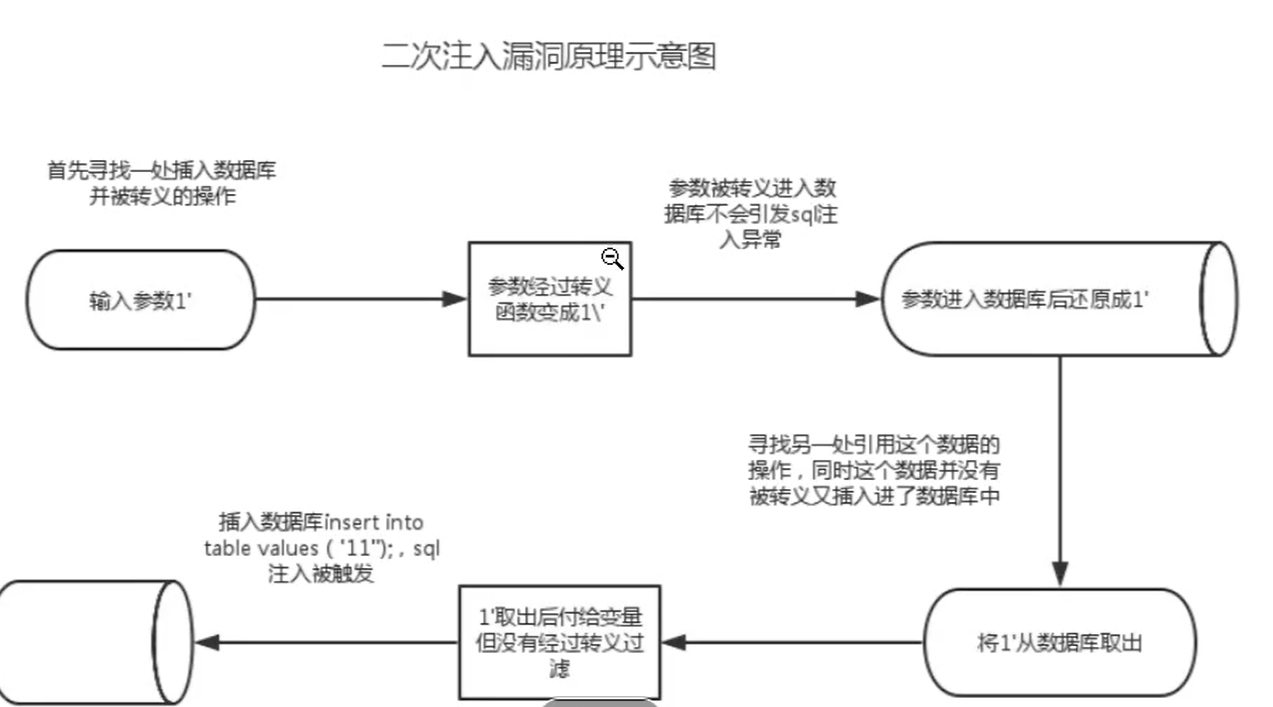 二次注入漏洞原理示意图
首先寻找一处插入数据库
并被转义的操作
参数被转义进入数
据库不会引发sql注
入异常
输入参数1'
参数经过转义
函数变成1\'
参数进入数据库后还原成1'
寻找另一处引用这个数据的
操作，同时这个数据并没有
被转义又插入进了数据库中
插入数据库insert into
table values ( '11''); , sql
注入被触发
1'取出后付给变量
但没有经过转义过
滤
将1'从数据库取出